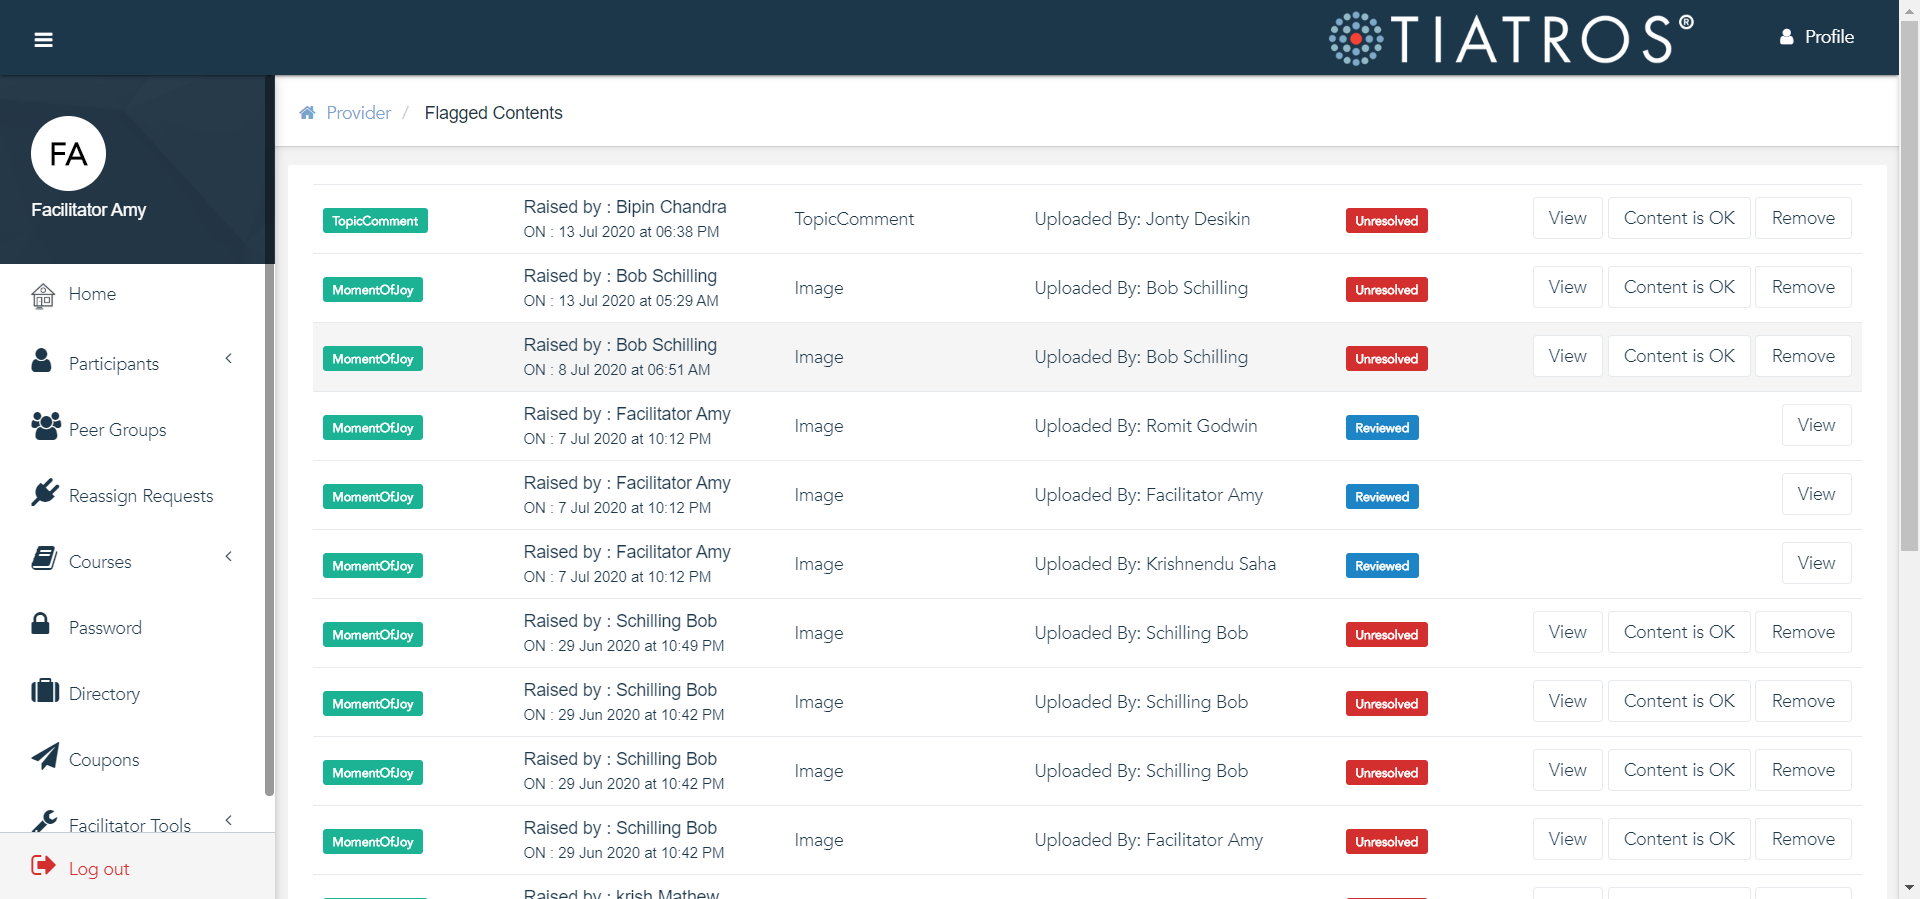 TIATROS®
Profile
Provider / Flagged Contents
FA
Facilitator Amy
Home
Participants
Peer Groups
Reassign Requests
Courses
Password
Directory
Coupons
Facilitator Tools
Log out
TopicComment Raised by : Bipin Chandra TopicComment Uploaded By: Jonty Desikin Unresolved View Content is OK Remove
ON : 13 Jul 2020 at 06:38 PM
MomentOfJoy Raised by : Bob Schilling Image Uploaded By: Bob Schilling Unresolved View Content is OK Remove
ON : 13 Jul 2020 at 05:29 AM
MomentOfJoy Raised by : Bob Schilling Image Uploaded By: Bob Schilling Unresolved View Content is OK Remove
ON : 8 Jul 2020 at 06:51 AM
MomentOfJoy Raised by : Facilitator Amy Image Uploaded By: Romit Godwin Reviewed View
ON : 7 Jul 2020 at 10:12 PM
MomentOfJoy Raised by : Facilitator Amy Image Uploaded By: Facilitator Amy Reviewed View
ON : 7 Jul 2020 at 10:12 PM
MomentOfJoy Raised by : Facilitator Amy Image Uploaded By: Krishnendu Saha Reviewed View
ON : 7 Jul 2020 at 10:12 PM
MomentOfJoy Raised by : Schilling Bob Image Uploaded By: Schilling Bob Unresolved View Content is OK Remove
ON : 29 Jun 2020 at 10:49 PM
MomentOfJoy Raised by : Schilling Bob Image Uploaded By: Schilling Bob Unresolved View Content is OK Remove
ON : 29 Jun 2020 at 10:42 PM
MomentOfJoy Raised by : Schilling Bob Image Uploaded By: Schilling Bob Unresolved View Content is OK Remove
ON : 29 Jun 2020 at 10:42 PM
MomentOfJoy Raised by : Schilling Bob Image Uploaded By: Facilitator Amy Unresolved View Content is OK Remove
ON : 29 Jun 2020 at 10:42 PM
Raised by : krish Mathew